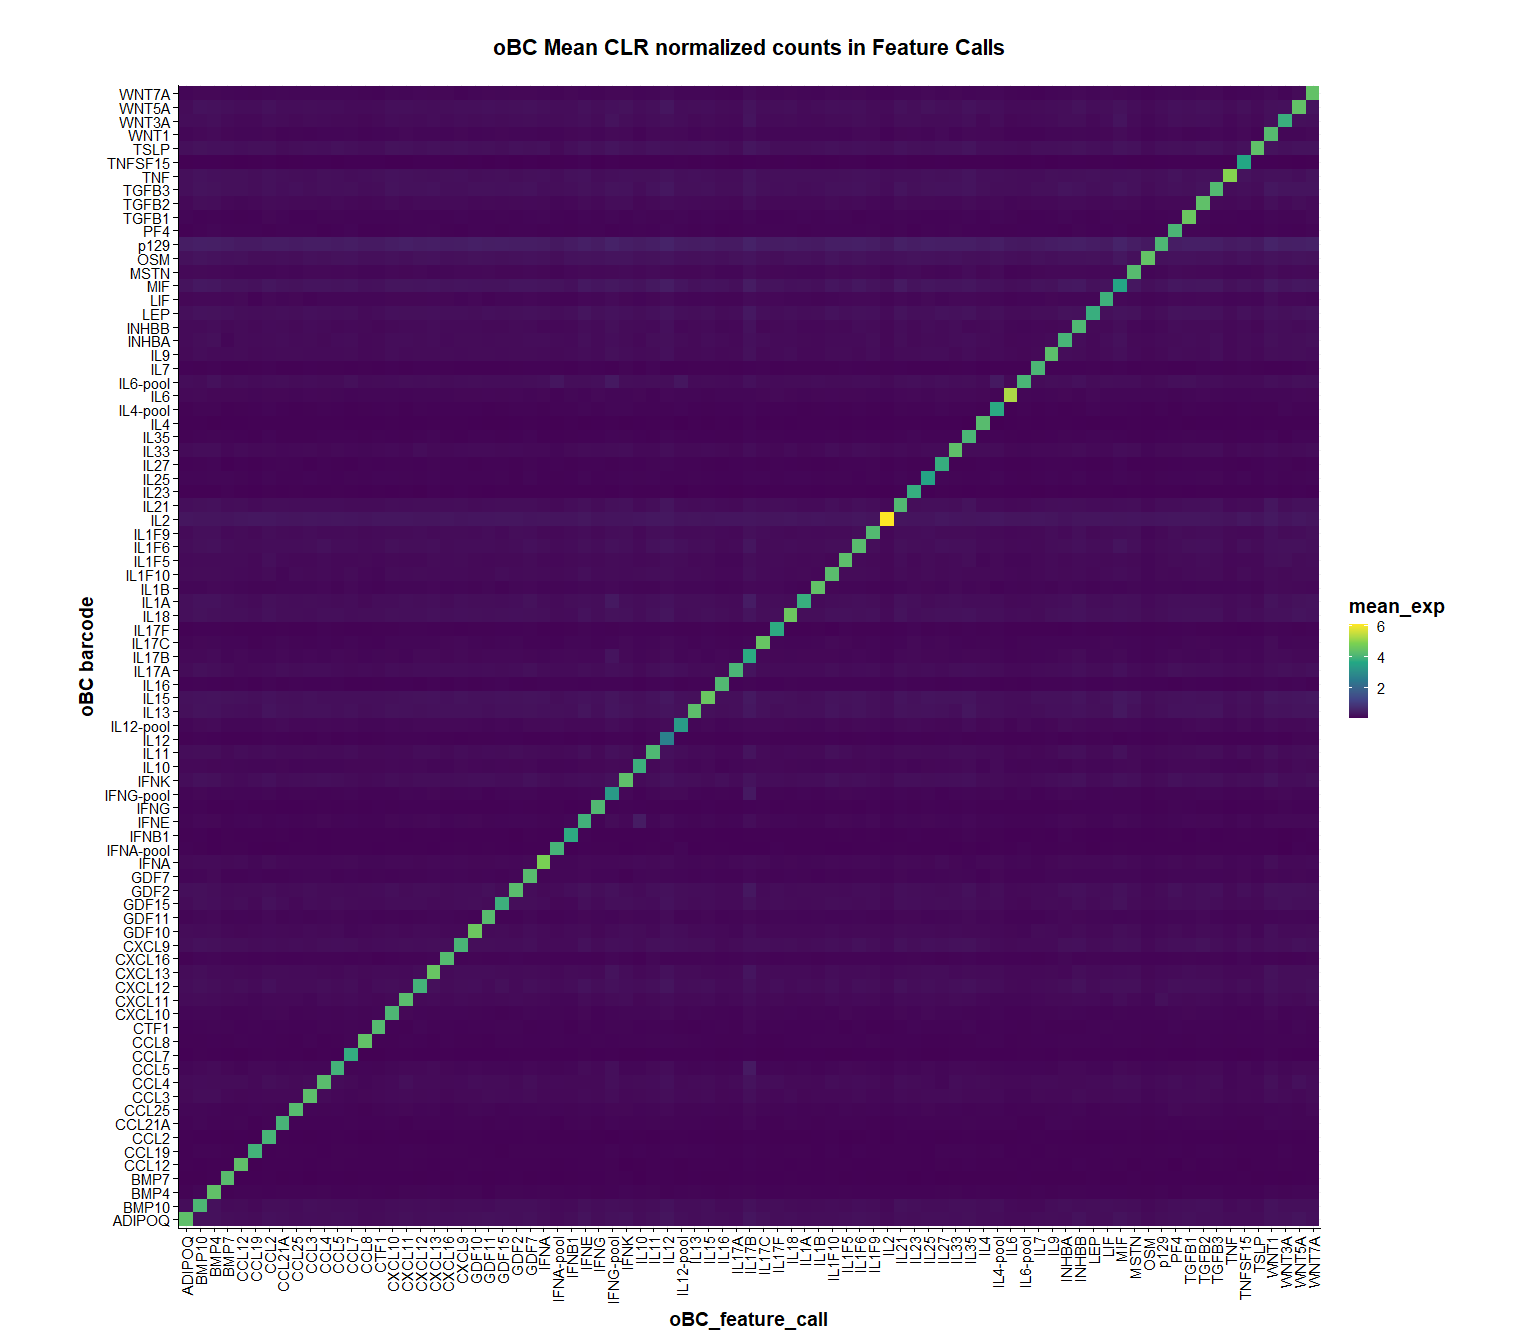 oBC Mean CLR normalized counts in Feature Calls
oBC barcode
WNT7A
WNT5A
WNT3A
WNT1
TSLP
TNFSF15
TNF
TGFB3
TGFB2
TGFB1
PF4
p129
OSM
MSTN
MIF
LIF
LEP
INHBB
INHBA
IL9
IL7
IL6-pool
IL6
IL4-pool
IL4
IL35
IL33
IL27
IL25
IL23
IL21
IL2
IL1F9
IL1F6
IL1F5
IL1F10
IL1B
IL1A
IL18
IL17F
IL17C
IL17B
IL17A
IL16
IL15
IL13
IL12-pool
IL12
IL11
IL10
IFNK
IFNG-pool
IFNG
IFNE
IFNB1
IFNA-pool
IFNA
GDF7
GDF2
GDF15
GDF11
GDF10
CXCL9
CXCL16
CXCL13
CXCL12
CXCL11
CXCL10
CTF1
CCL8
CCL7
CCL5
CCL4
CCL3
CCL25
CCL21A
CCL2
CCL19
CCL12
BMP7
BMP4
BMP10
ADIPOQ
ADIPOQ
BMP10
BMP4
BMP7
CCL12
CCL19
CCL2
CCL21A
CCL25
CCL3
CCL4
CCL5
CCL7
CCL8
CTF1
CXCL10
CXCL11
CXCL12
CXCL13
CXCL16
CXCL9
GDF10
GDF11
GDF15
GDF2
GDF7
IFNA
IFNA-pool
IFNB1
IFNE
IFNG
IFNG-pool
IFNK
IL10
IL11
IL12
IL12-pool
IL13
IL15
IL16
IL17A
IL17B
IL17C
IL17F
IL18
IL1A
IL1B
IL1F10
IL1F5
IL1F6
IL1F9
IL2
IL21
IL23
IL25
IL27
IL33
IL35
IL4
IL4-pool
IL6
IL6-pool
IL7
IL9
INHBA
INHBB
LEP
LIF
MIF
MSTN
OSM
p129
PF4
TGFB1
TGFB2
TGFB3
TNF
TNFSF15
TSLP
WNT1
WNT3A
WNT5A
WNT7A
oBC_feature_call
mean_exp
6
4
2